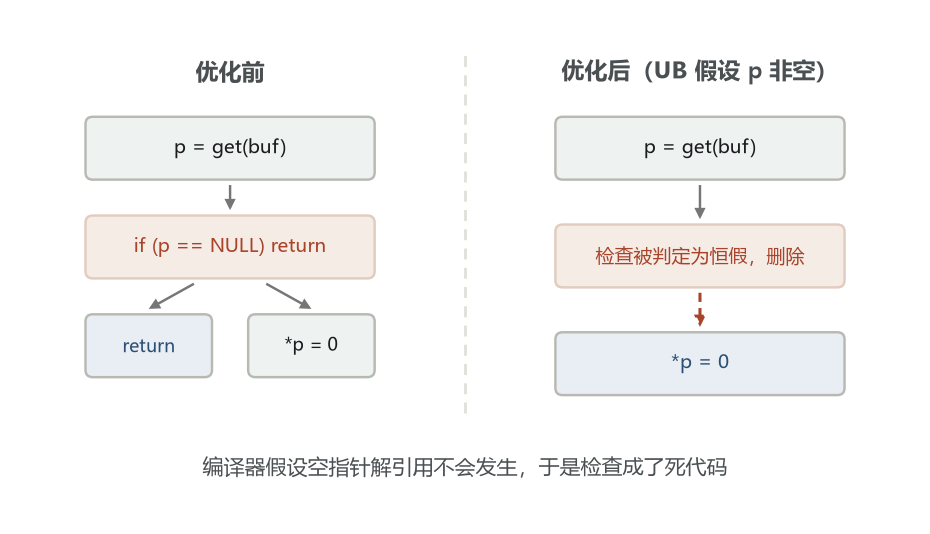 优化前
p = get(buf)
if (p == NULL) return
return
*p = 0
优化后（UB 假设 p 非空）
p = get(buf)
检查被判定为恒假，删除
*p = 0
编译器假设空指针解引用不会发生，于是检查成了死代码